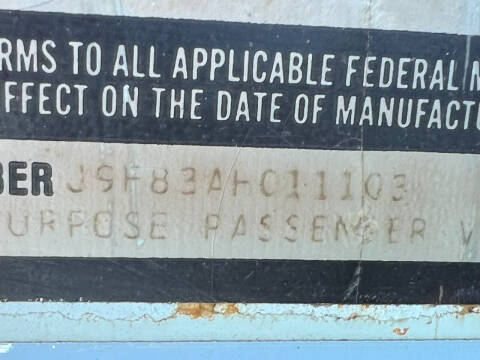 RMS TO ALL APPLICABLE FEDERAL M
FFECT ON THE DATE OF MANUFACTU
BER J9F83AH011103
URPOSE PASSENGER V